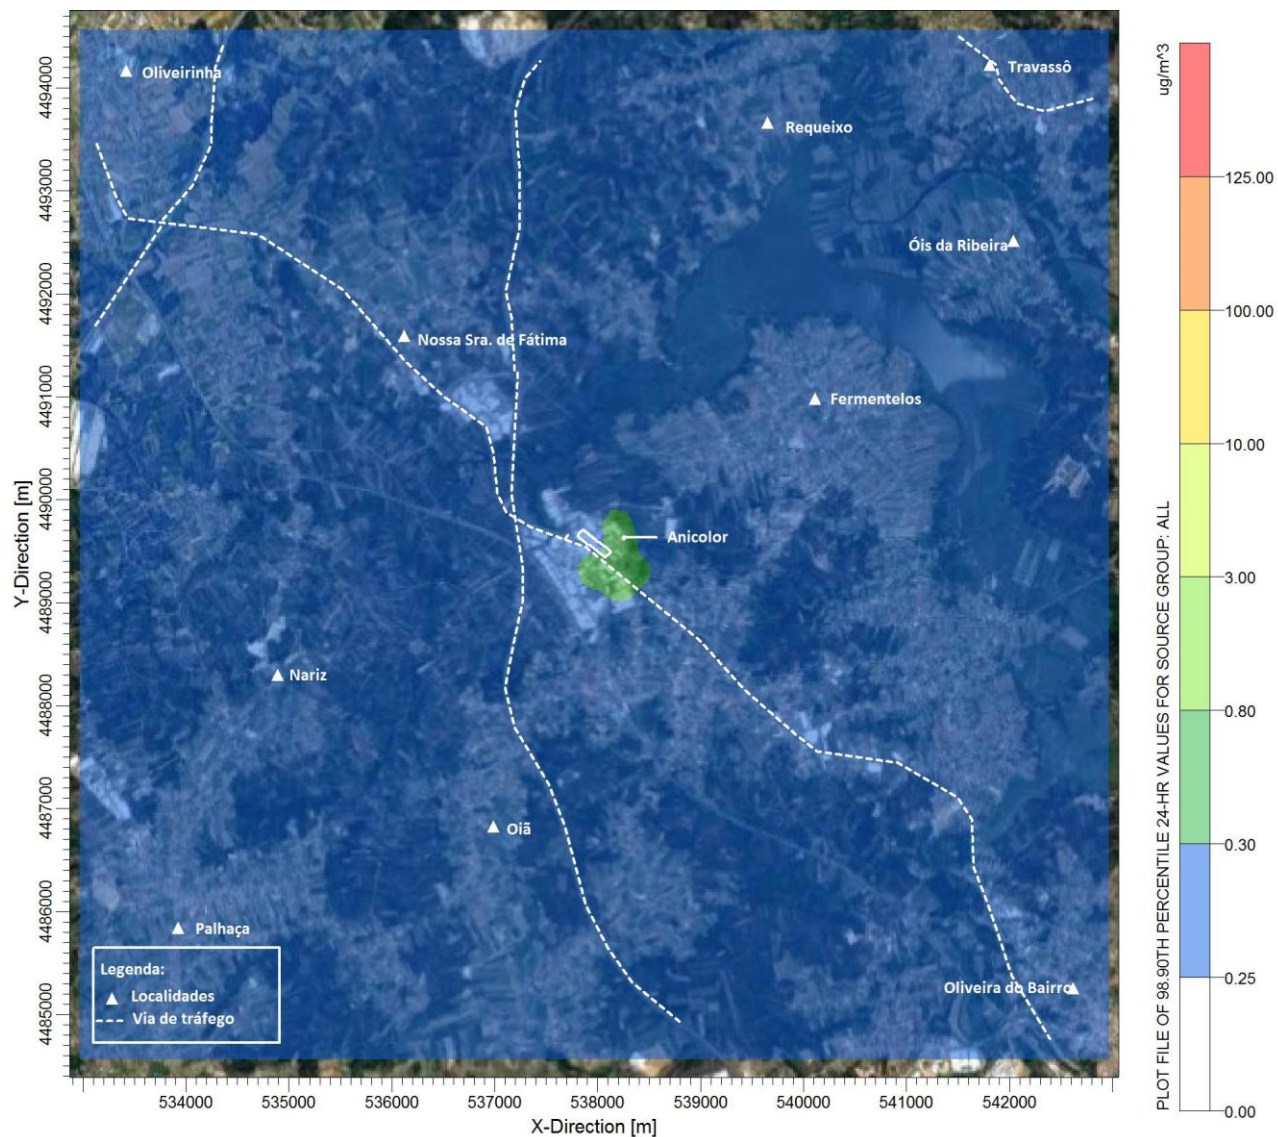 Oliveirinha
Travassô
Requeixo
Óis da Ribeira
Nossa Sra. de Fátima
Fermentelos
Anicolor
Nariz
Oiã
Palhaça
Oliveira do Bairro
Legenda:
Localidades
Via de tráfego
Y-Direction [m]
4494000
4493000
4492000
4491000
4490000
4489000
4488000
4487000
4486000
4485000
534000
535000
536000
537000
538000
539000
540000
541000
542000
X-Direction [m]
ug/m^3
125.00
100.00
10.00
3.00
0.80
0.30
0.25
0.00
PLOT FILE OF 98.90TH PERCENTILE 24-HR VALUES FOR SOURCE GROUP: ALL